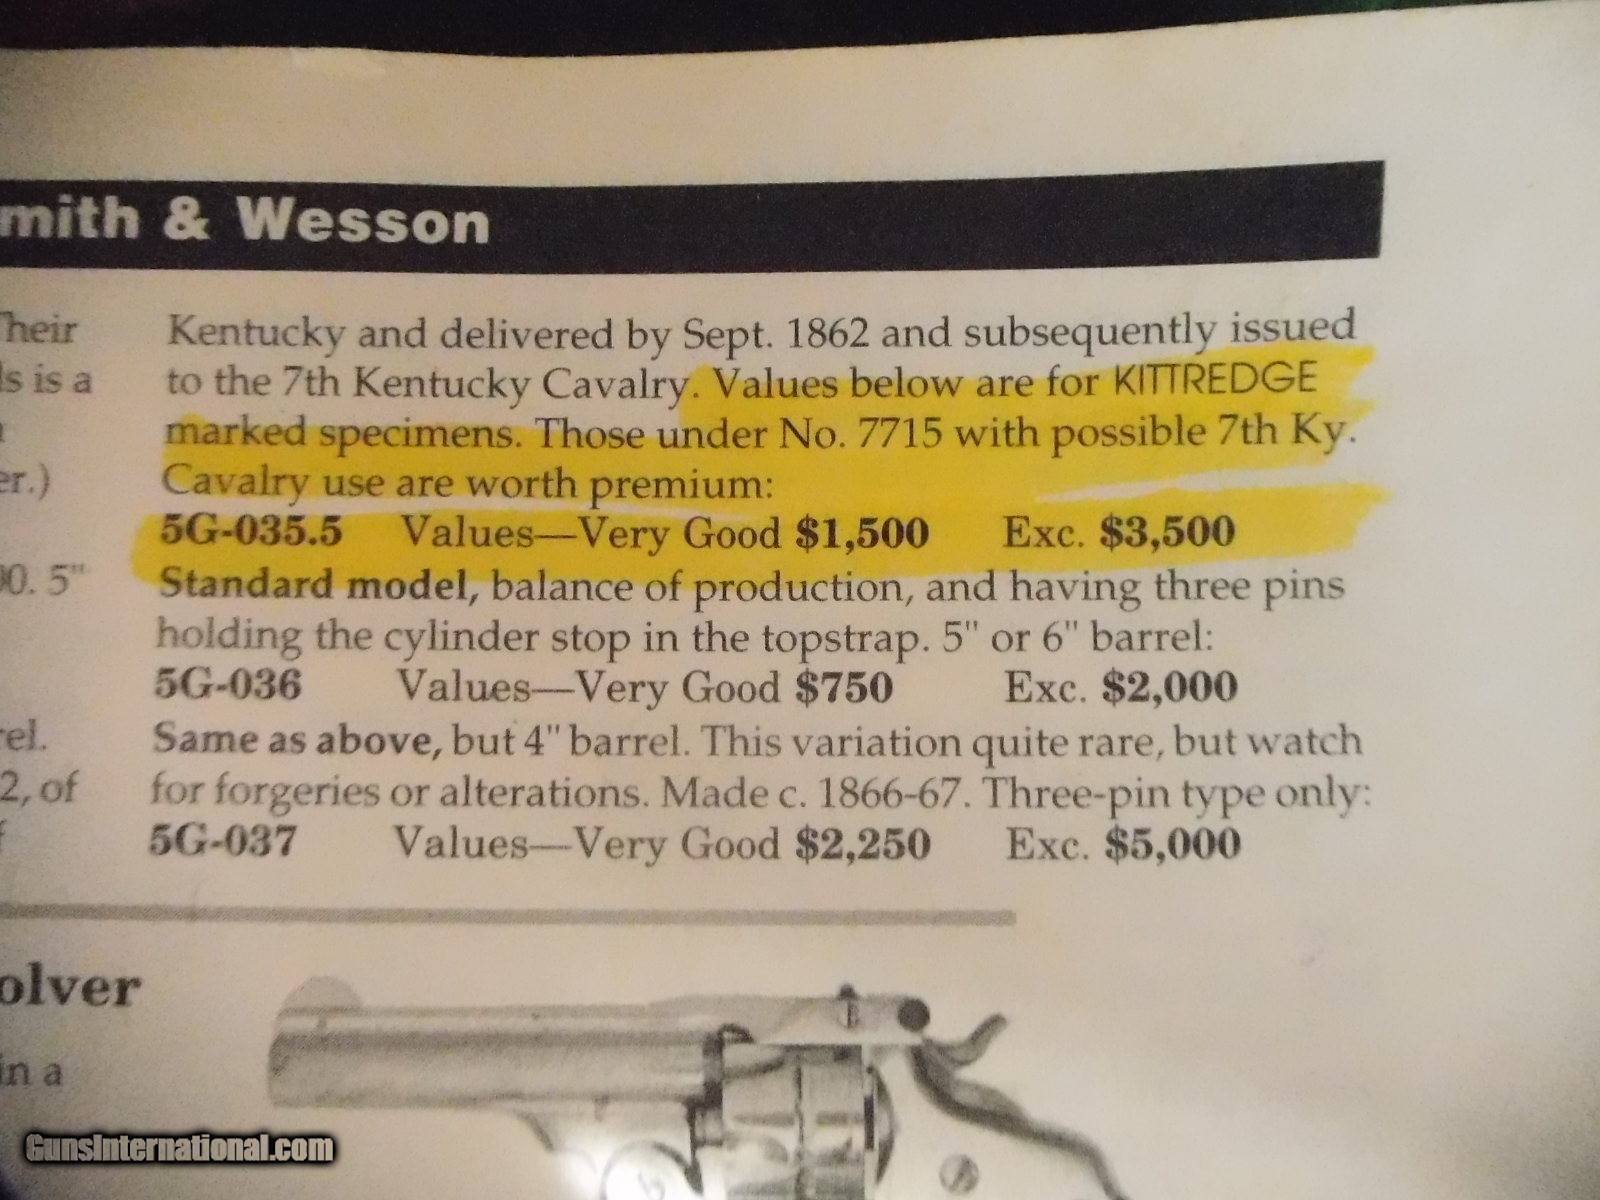 mith & Wesson
Their
ls is a
er.)
00. 5"
rel.
2, of
f
Kentucky and delivered by Sept. 1862 and subsequently issued
to the 7th Kentucky Cavalry. Values below are for KITTREDGE
marked specimens. Those under No. 7715 with possible 7th Ky.
Cavalry use are worth premium:
5G-035.5 Values—Very Good $1,500 Exc. $3,500
Standard model, balance of production, and having three pins
holding the cylinder stop in the topstrap. 5" or 6" barrel:
5G-036 Values—Very Good $750 Exc. $2,000
Same as above, but 4" barrel. This variation quite rare, but watch
for forgeries or alterations. Made c. 1866-67. Three-pin type only:
5G-037 Values—Very Good $2,250 Exc. $5,000
olver
in a
GunsInternational.com